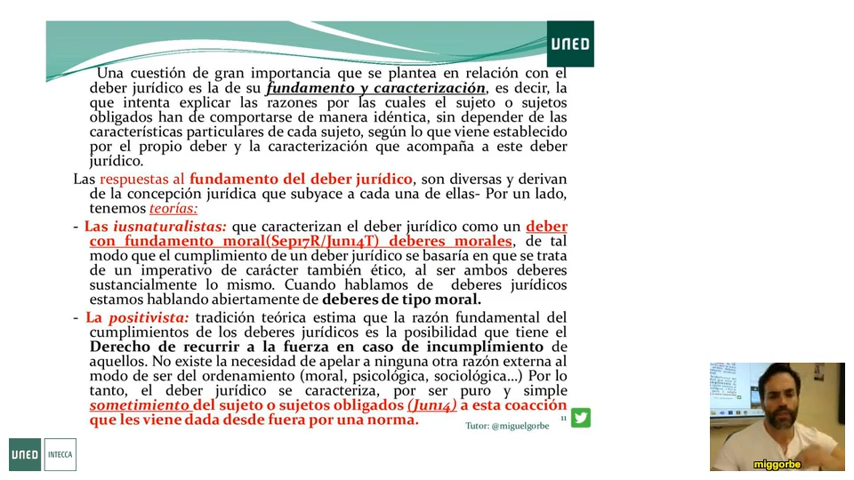 UNED
Una cuestión de gran importancia que se plantea en relación con el
deber jurídico es la de su fundamento y caracterización, es decir, la
que intenta explicar las razones por las cuales el sujeto o sujetos
obligados han de comportarse de manera idéntica, sin depender de las
características particulares de cada sujeto, según lo que viene establecido
por el propio deber y la caracterización que acompaña a este deber
jurídico.
Las respuestas al fundamento del deber jurídico, son diversas y derivan
de la concepción jurídica que subyace a cada una de ellas- Por un lado,
tenemos teorías:
- Las iusnaturalistas: que caracterizan el deber jurídico como un deber
con fundamento moral(Sep17R/Jun14T) deberes morales, de tal
modo que el cumplimiento de un deber jurídico se basaría en que se trata
de un imperativo de carácter también ético, al ser ambos deberes
sustancialmente lo mismo. Cuando hablamos de deberes jurídicos
estamos hablando abiertamente de deberes de tipo moral.
- La positivista: tradición teórica estima que la razón fundamental del
cumplimientos de los deberes jurídicos es la posibilidad que tiene el
Derecho de recurrir a la fuerza en caso de incumplimiento de
aquellos. No existe la necesidad de apelar a ninguna otra razón externa al
modo de ser del ordenamiento (moral, psicológica, sociológica...) Por lo
tanto, el deber jurídico se caracteriza, por ser puro y simple
sometimiento del sujeto o sujetos obligados (Jun14) a esta coacción
que les viene dada desde fuera por una norma.
11
Tutor: @miguelgorbe
UNED INTECCA
miggorbe